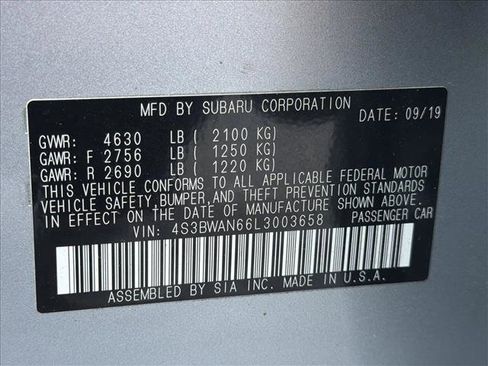 MFD BY SUBARU CORPORATION
DATE: 09/19
GVWR: 4630 LB ( 2100 KG)
GAWR: F 2756 LB ( 1250 KG)
GAWR: R 2690 LB ( 1220 KG)
THIS VEHICLE CONFORMS TO ALL APPLICABLE FEDERAL MOTOR
VEHICLE SAFETY, BUMPER, AND THEFT PREVENTION STANDARDS
IN EFFECT ON THE DATE OF MANUFACTURE SHOWN ABOVE.
VIN: 4S3BWAN66L3003658 PASSENGER CAR
ASSEMBLED BY SIA INC. MADE IN U.S.A.